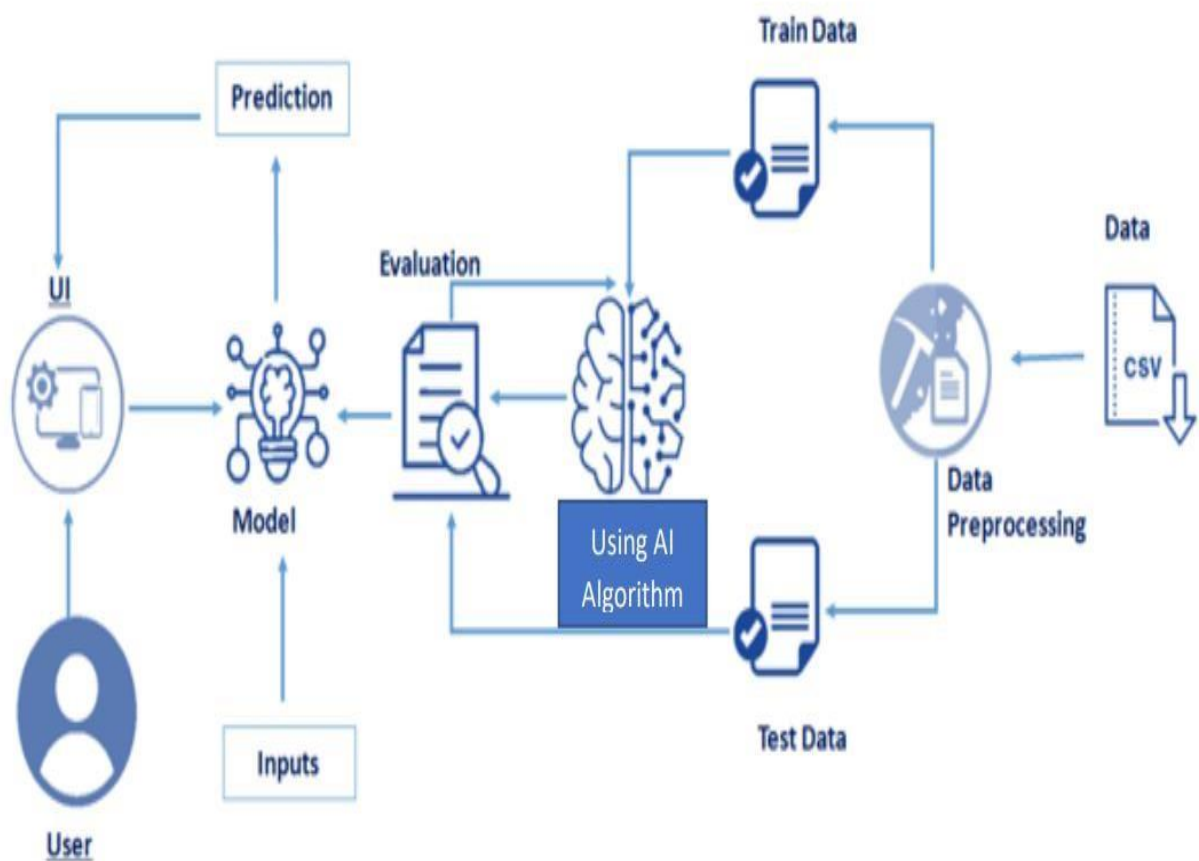 Train Data
Prediction
Data
Evaluation
UI
CSV
Data
Preprocessing
Model
Using AI
Algorithm
Test Data
Inputs
User